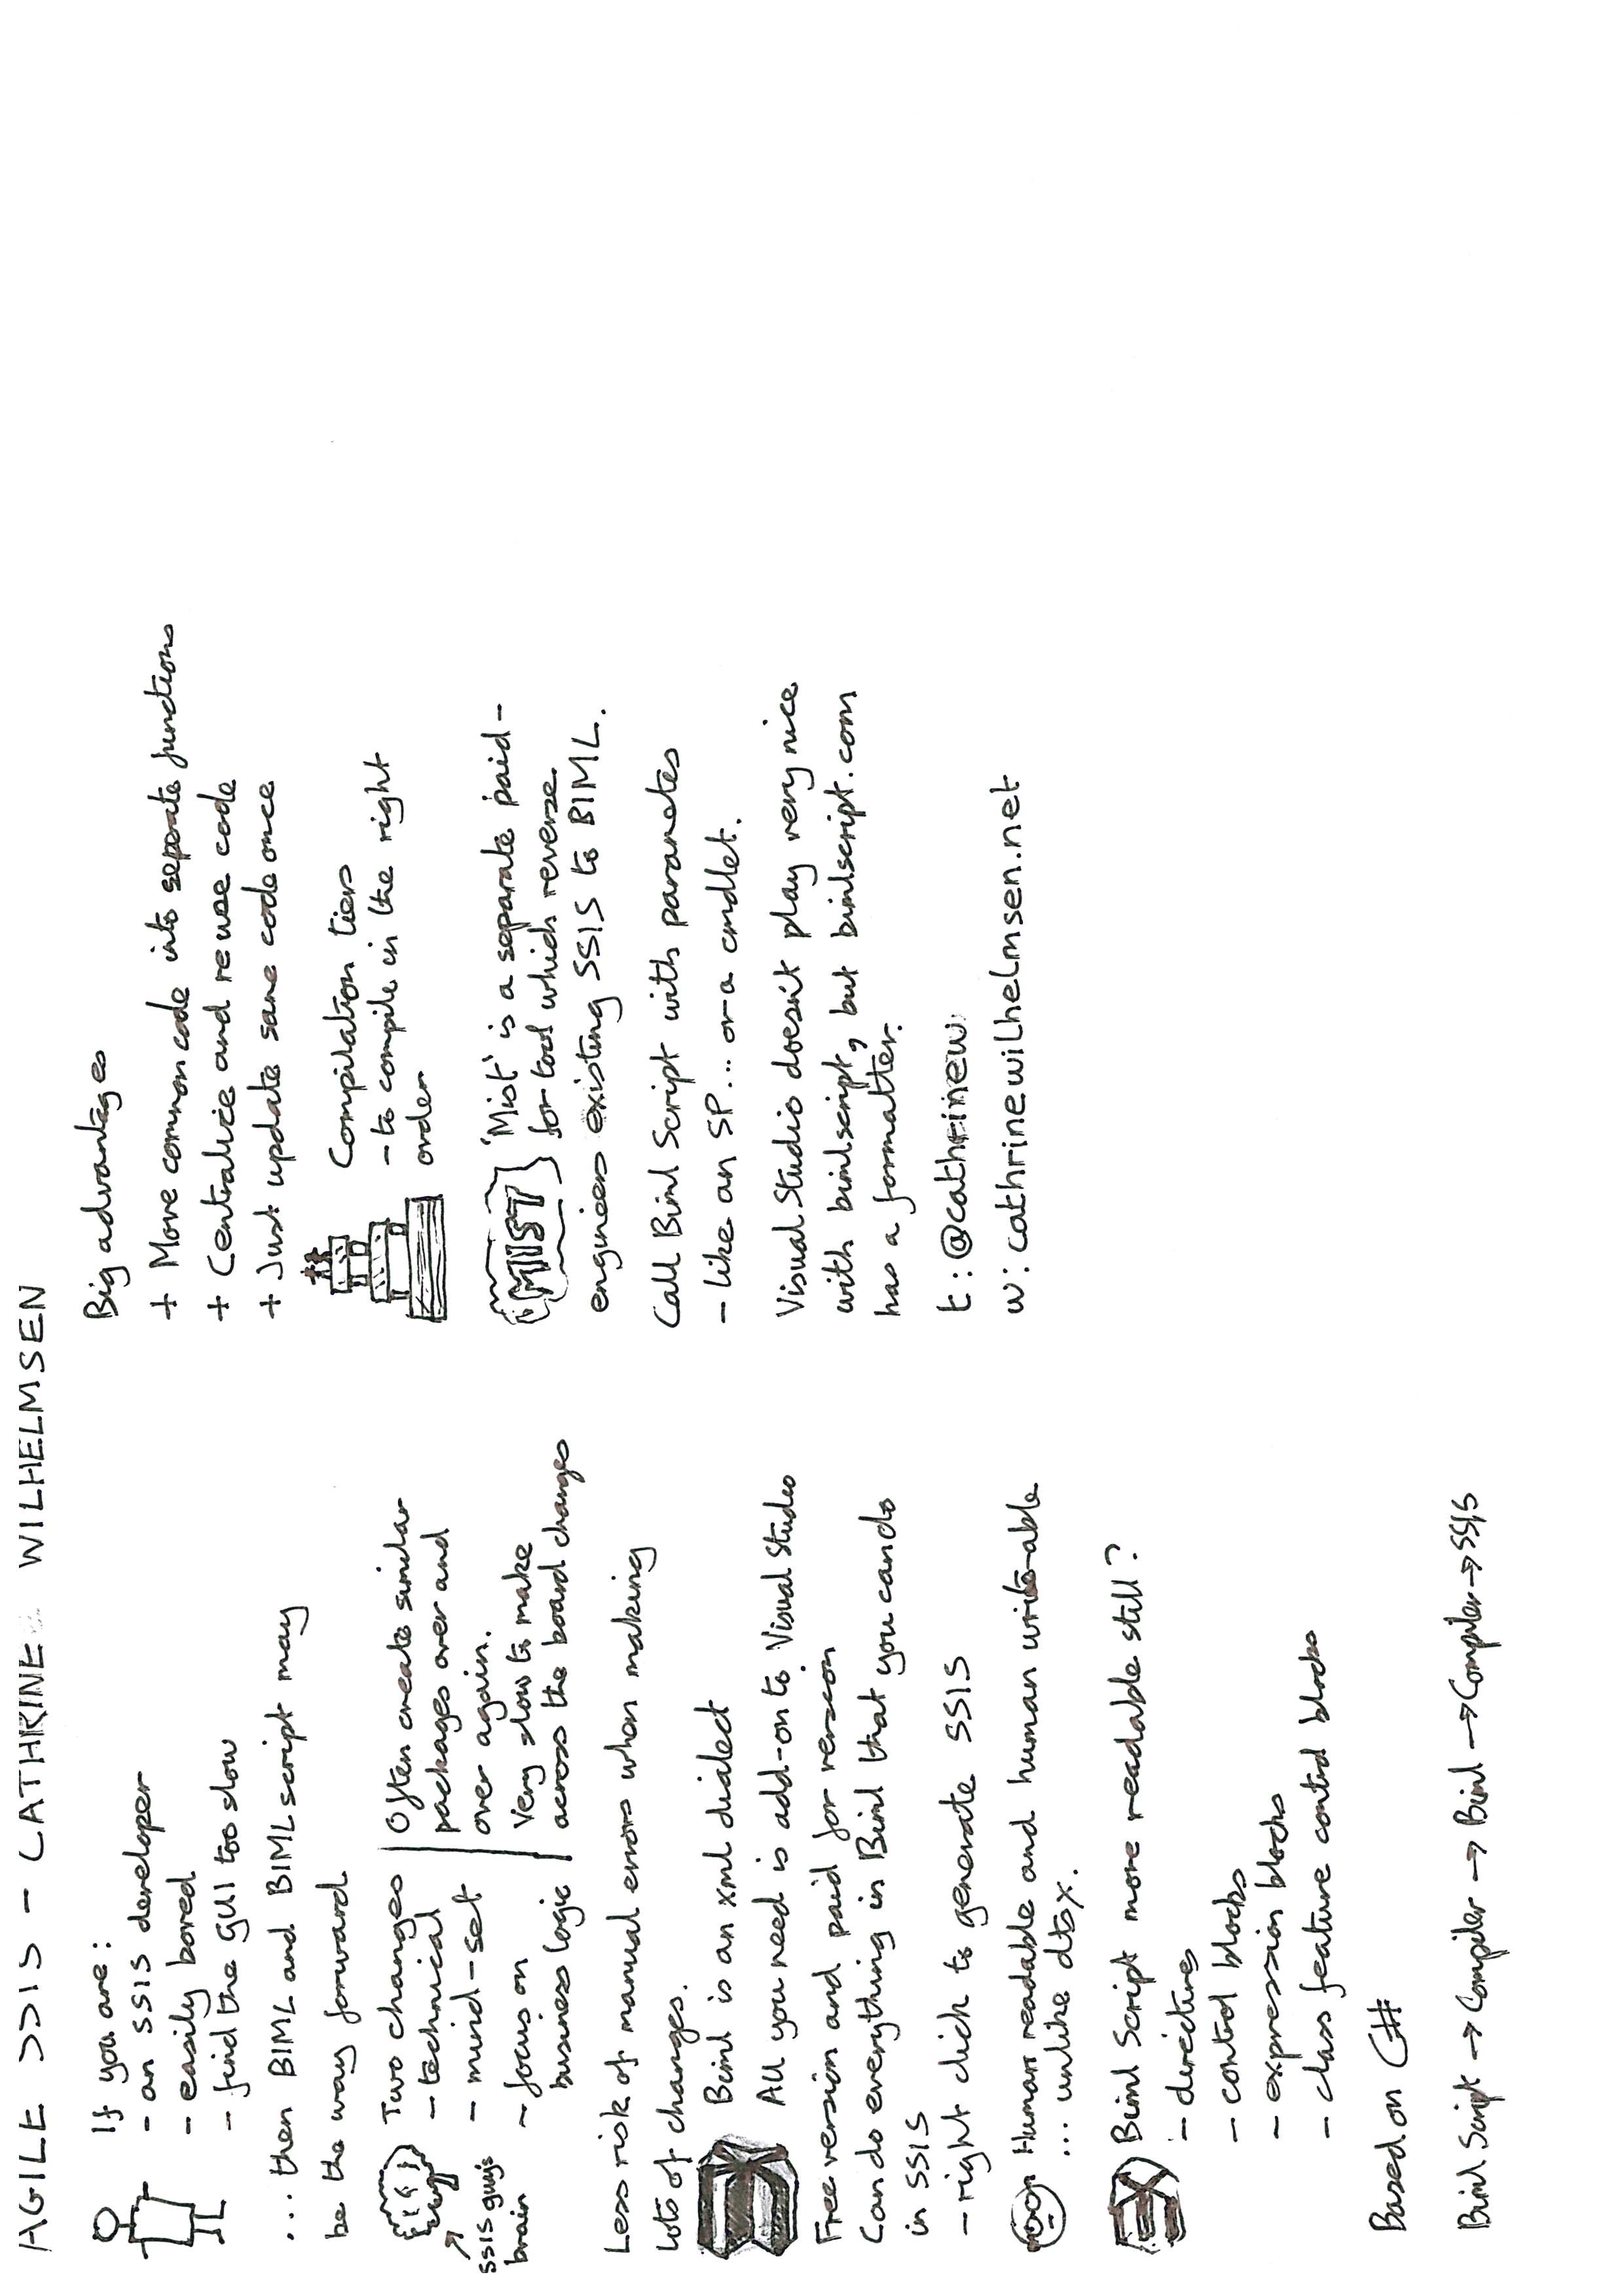 AGILE SSIS - CATHRINE WILHELMSEN
If you are:
- an SSIS developer
- easily bored
- find the GUI too slow
... then BIML and BIML script may
be the way forward
Two changes
- technical
- mind-set
~ focus on
business logic
SSIS guys
brain
Often create similar
packages over and
over again.
Very slow to make
across the board changes
Less risk of manual errors when making
lots of changes.
Biml is an xml dialect
All you need is add-on to Visual Studio
Free version and paid for version
Can do everything in Biml that you can do
in SSIS
- right click to generate SSIS
Human readable and human write-able
... unlike dtsx.
Biml Script more readable still?
- directives
- control blocks
- expression blocks
- class feature control blocks
Based on C#
Biml Script → Compiler → Biml → Compiler → SSIS
Big advantages
+ Move common code into separate functions
+ Centralize and reuse code
+ Just update same code once
Compilation tiers
- to compile in the right
order
MIST
'Mist' is a separate paid-
for-tool which reverse
engineers existing SSIS to BIML.
Call Biml Script with parametes
- like an SP... or a cmdlet.
Visual Studio doesn't play very nice
with bimlscript, but bimlscript.com
has a formatter.
t: @cathrinew
w: cathrinewilhelmsen.net